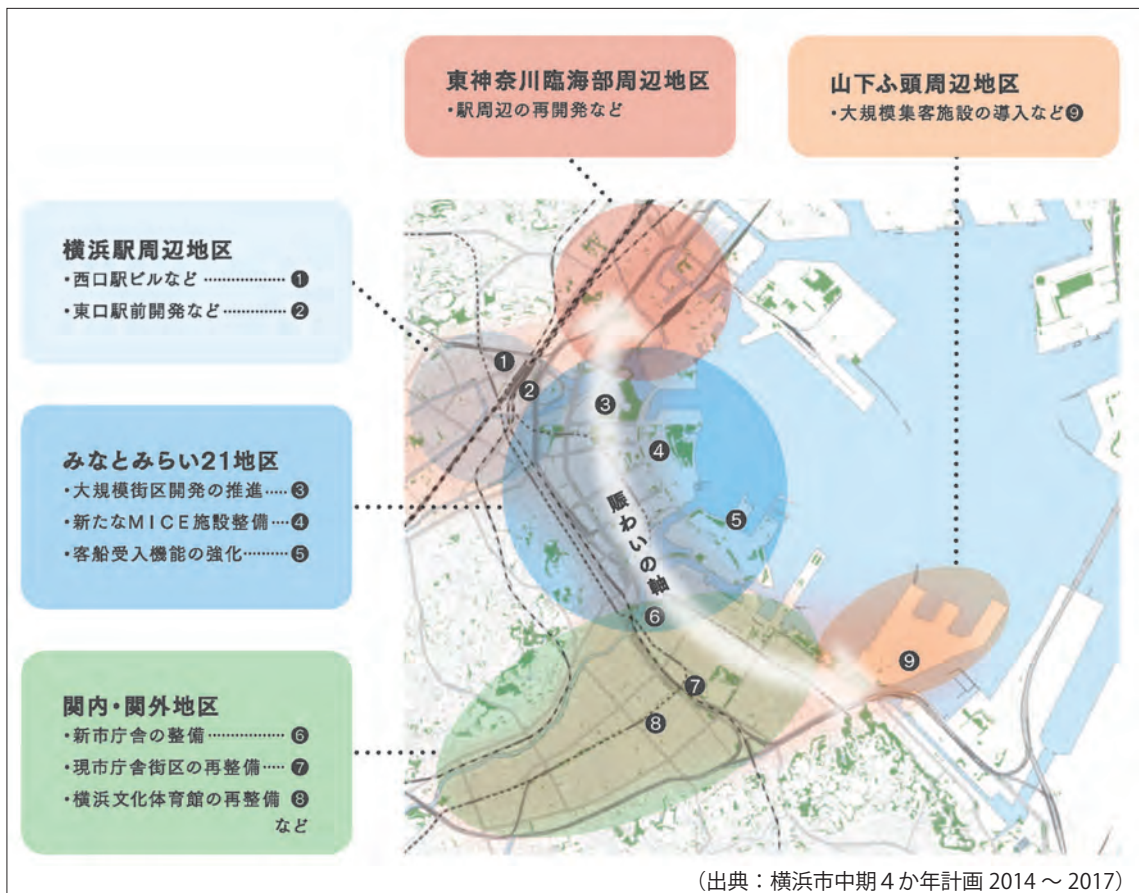 東神奈川臨海部周辺地区
・駅周辺の再開発など
山下ふ頭周辺地区
・大規模集客施設の導入など❾
横浜駅周辺地区
・西口駅ビルなど………………❶
・東口駅前開発など……………❷
みなとみらい21地区
・大規模街区開発の推進……❸
・新たなMICE施設整備……❹
・客船受入機能の強化…………❺
関内・関外地区
・新市庁舎の整備………………❻
・現市庁舎街区の再整備……❼
・横浜文化体育館の再整備 ❽
など
❶
❷
❸
❹
❺
賑わいの軸
❻
❼
❽
❾
（出典：横浜市中期４か年計画 2014 ～ 2017）